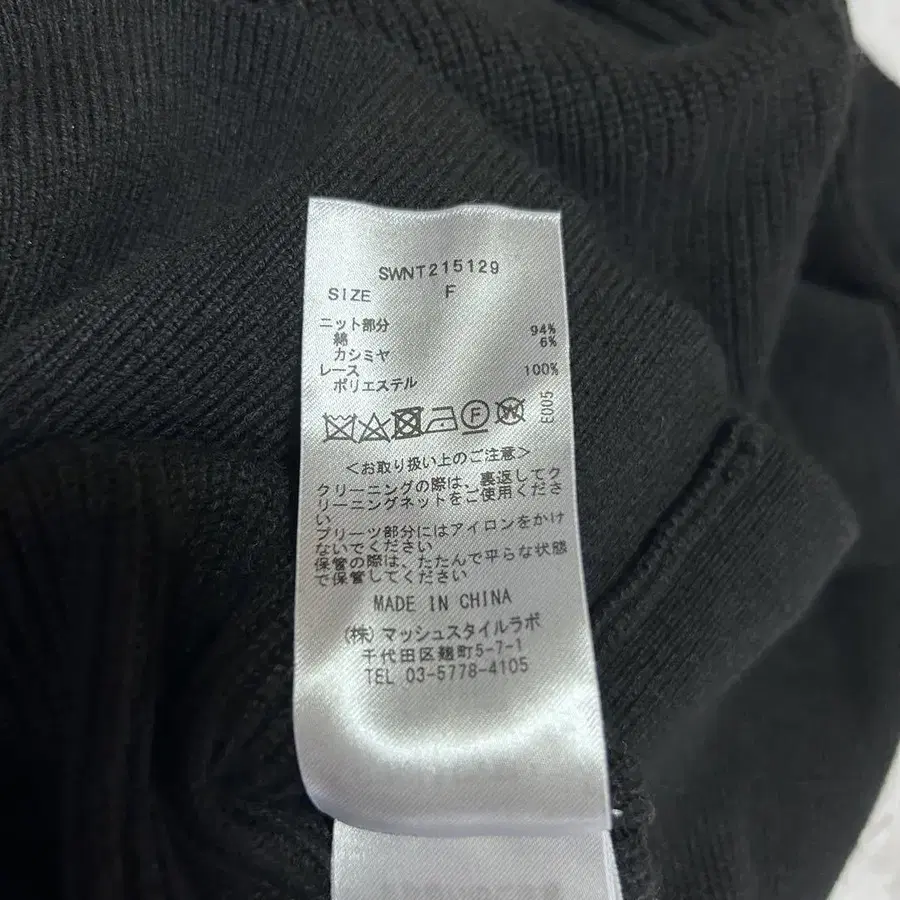 SWNT215129
SIZE F
ニット部分
綿 94%
カシミヤ 6%
レース
ポリエステル 100%
F
W
E005
<お取り扱い上のご注意>
クリーニングの際は、裏返してク
リーニングネットをご使用くださ
い
プリーツ部分にはアイロンをかけ
ないでください
保管の際は、たたんで平らな状態
で保管してください
MADE IN CHINA
(株)マッシュスタイルラボ
千代田区麹町5-7-1
TEL 03-5778-4105